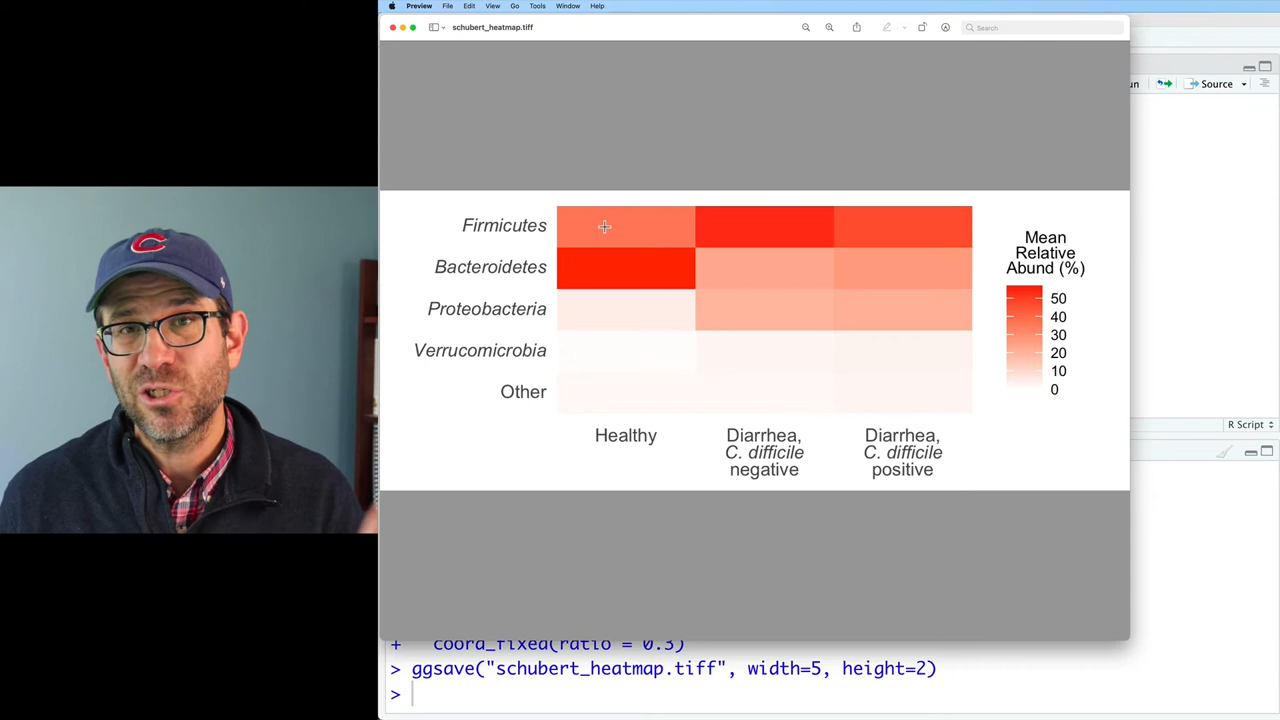 Preview File Edit View Go Tools Window Help
schubert_heatmap.tiff
Search
Source
Firmicutes
Bacteroidetes
Proteobacteria
Verrucomicrobia
Other
Healthy
Diarrhea,
C. difficile
negative
Diarrhea,
C. difficile
positive
Mean
Relative
Abund (%)
50
40
30
20
10
0
R Script
+ coord_fixed(ratio = 0.3)
> ggsave("schubert_heatmap.tiff", width=5, height=2)
>
C